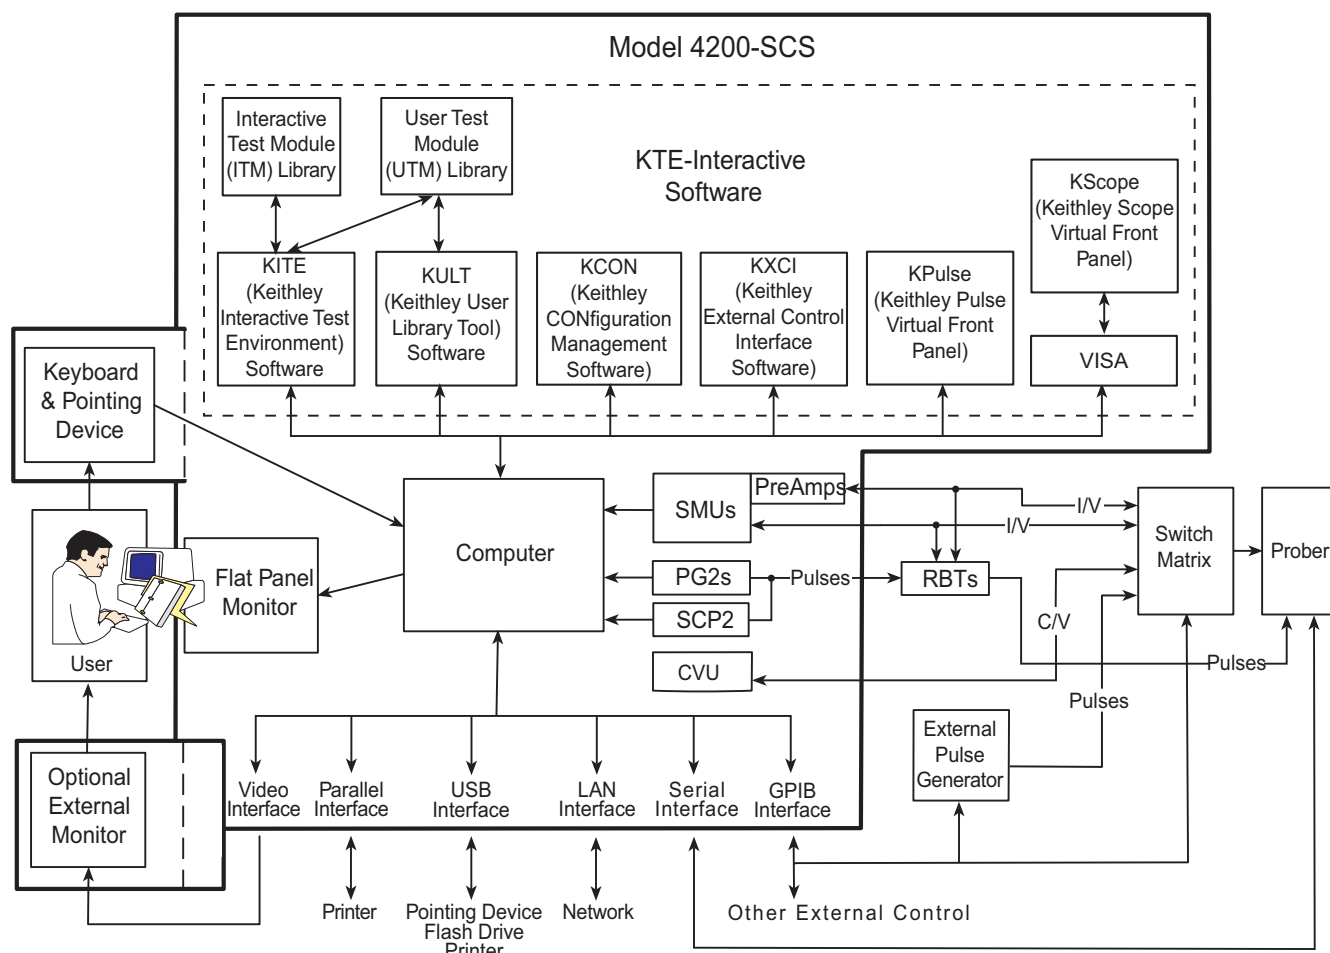 Model 4200-SCS
KTE-Interactive
Software
Interactive
Test Module
(ITM) Library
User Test
Module
(UTM) Library
KScope
(Keithley Scope
Virtual Front
Panel)
KITE
(Keithley
Interactive Test
Environment)
Software
KULT
(Keithley User
Library Tool)
Software
KCON
(Keithley
CONfiguration
Management
Software)
KXCI
(Keithley
External Control
Interface
Software)
KPulse
(Keithley Pulse
Virtual Front
Panel)
VISA
Keyboard
& Pointing
Device
Computer
SMUs
PreAmps
I/V
I/V
Switch
Matrix
Prober
User
Flat Panel
Monitor
PG2s
Pulses
RBTs
SCP2
C/V
CVU
Pulses
Pulses
External
Pulse
Generator
Optional
External
Monitor
Video
Interface
Parallel
Interface
USB
Interface
LAN
Interface
Serial
Interface
GPIB
Interface
Printer
Pointing Device
Flash Drive
Printer
Network
Other External Control